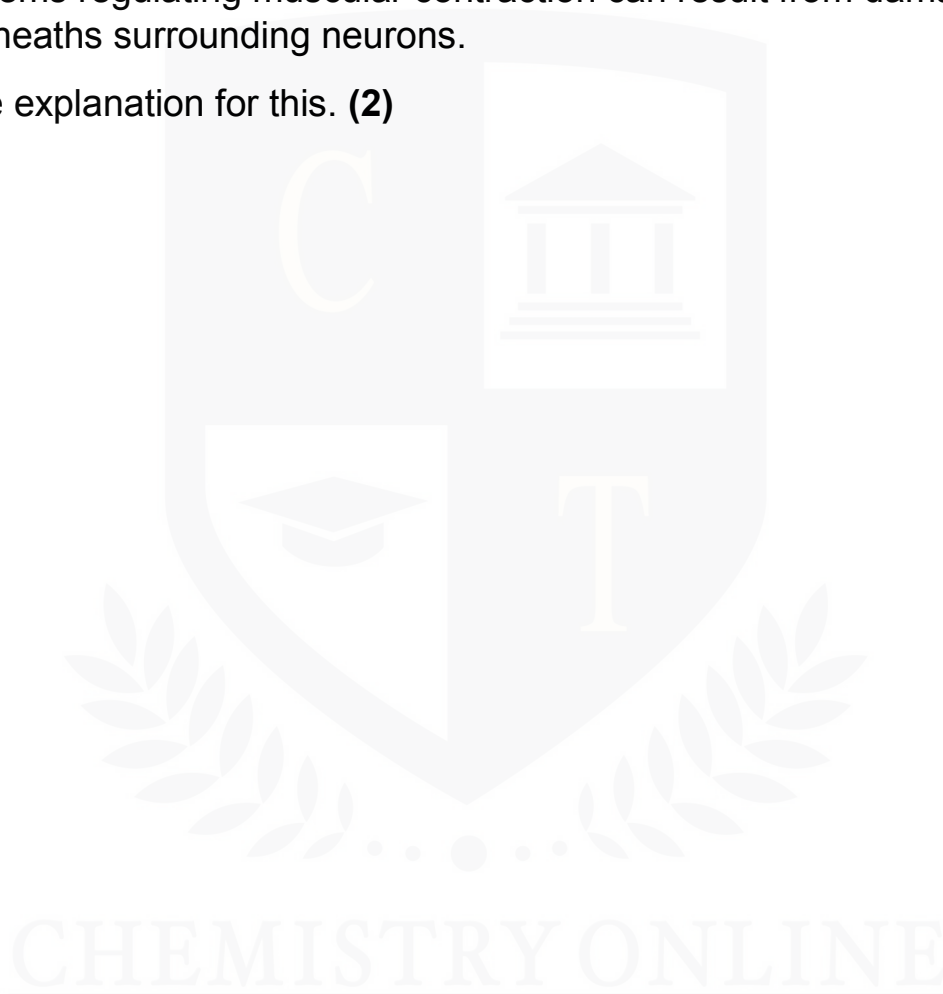 regulating muscular contraction can result from
heaths surrounding neurons.
explanation for this. (2)
C
T
CHEMISTRY ONLINE